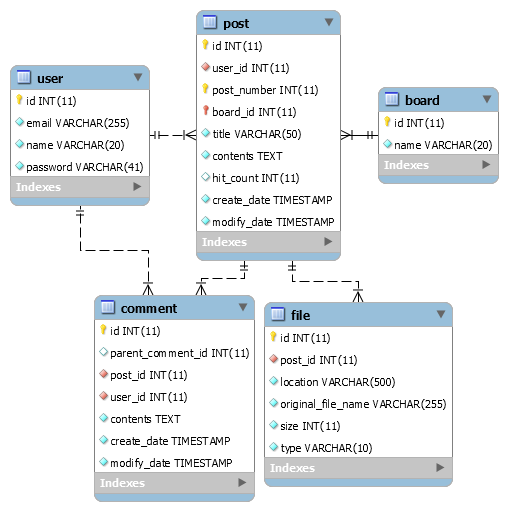 post
id INT(11)
user_id INT(11)
post_number INT(11)
board_id INT(11)
title VARCHAR(50)
contents TEXT
hit_count INT(11)
create_date TIMESTAMP
modify_date TIMESTAMP
Indexes
user
id INT(11)
email VARCHAR(255)
name VARCHAR(20)
password VARCHAR(41)
Indexes
board
id INT(11)
name VARCHAR(20)
Indexes
comment
id INT(11)
parent_comment_id INT(11)
post_id INT(11)
user_id INT(11)
contents TEXT
create_date TIMESTAMP
modify_date TIMESTAMP
Indexes
file
id INT(11)
post_id INT(11)
location VARCHAR(500)
original_file_name VARCHAR(255)
size INT(11)
type VARCHAR(10)
Indexes